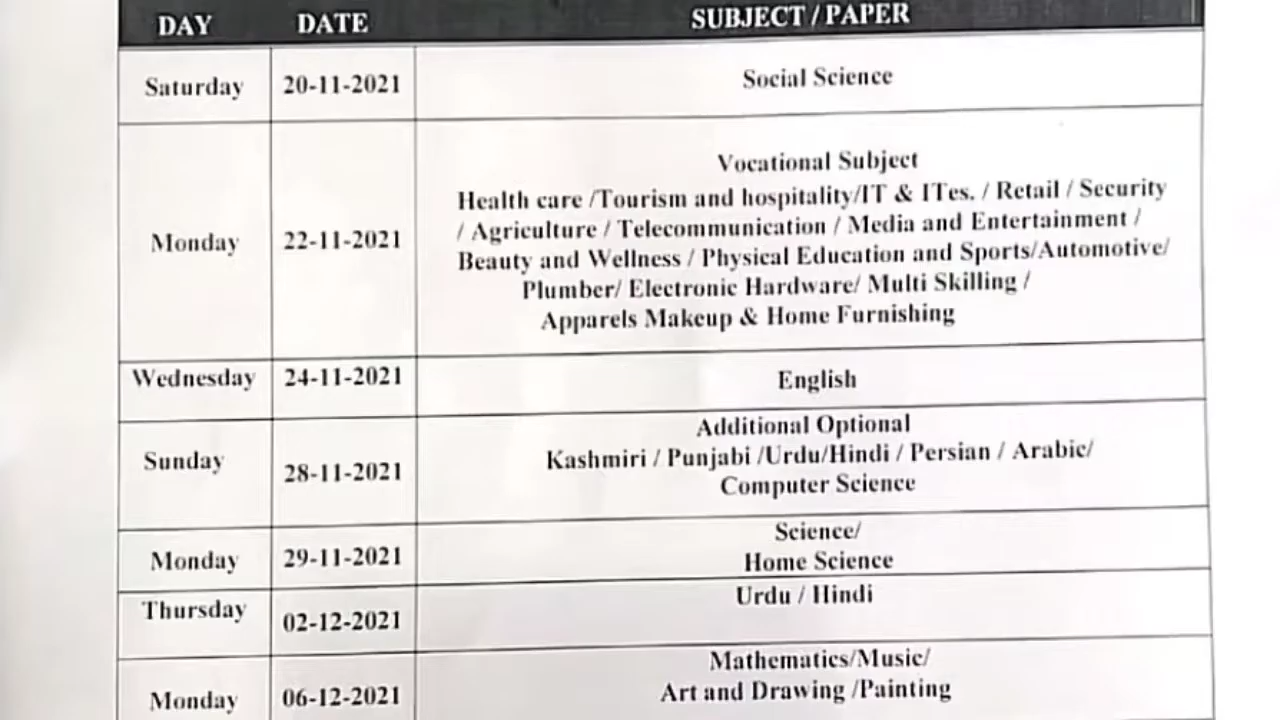 DAY DATE SUBJECT / PAPER
Saturday 20-11-2021 Social Science
Monday 22-11-2021 Vocational Subject
Health care /Tourism and hospitality/IT & ITes. / Retail / Security
/ Agriculture / Telecommunication / Media and Entertainment /
Beauty and Wellness / Physical Education and Sports/Automotive/
Plumber/ Electronic Hardware/ Multi Skilling /
Apparels Makeup & Home Furnishing
Wednesday 24-11-2021 English
Sunday 28-11-2021 Additional Optional
Kashmiri / Punjabi /Urdu/Hindi / Persian / Arabic/
Computer Science
Monday 29-11-2021 Science/
Home Science
Thursday 02-12-2021 Urdu / Hindi
Monday 06-12-2021 Mathematics/Music/
Art and Drawing /Painting